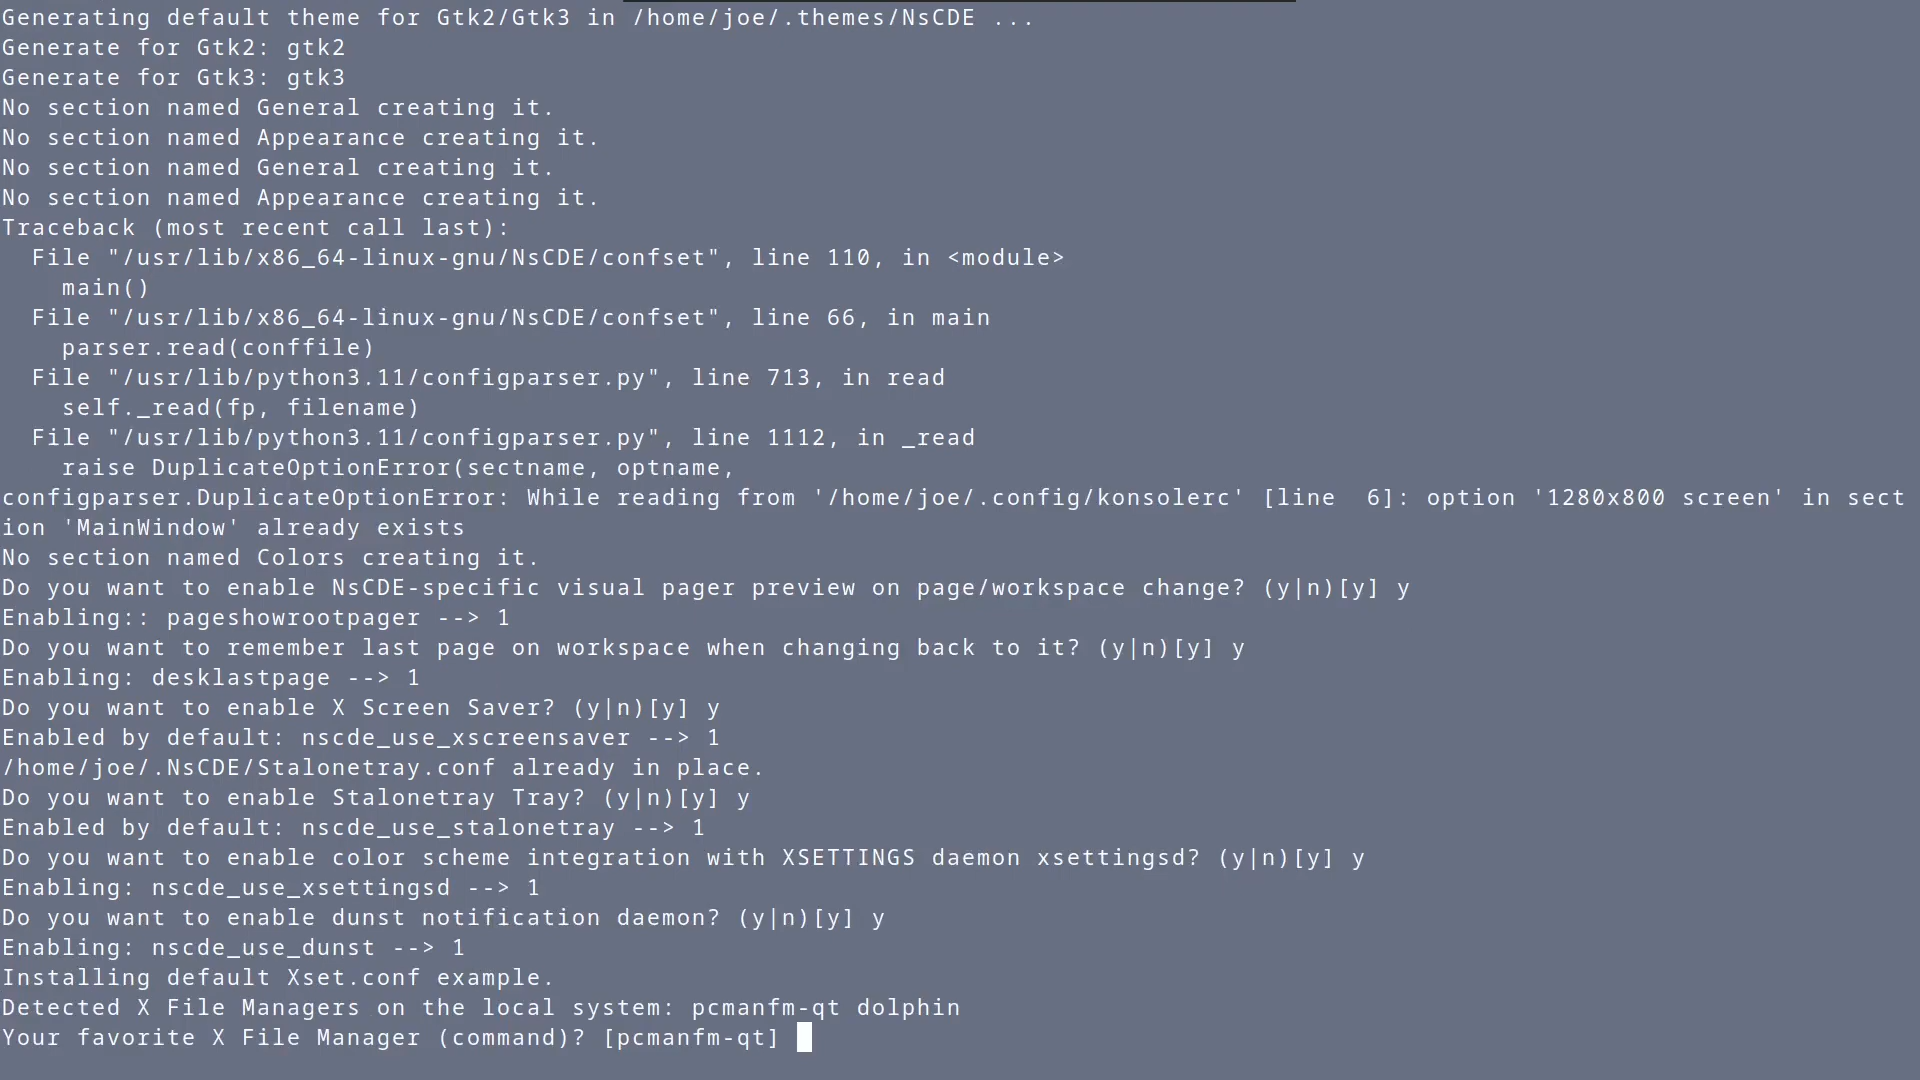 Generating default theme for Gtk2/Gtk3 in /home/joe/.themes/NsCDE ...
Generate for Gtk2: gtk2
Generate for Gtk3: gtk3
No section named General creating it.
No section named Appearance creating it.
No section named General creating it.
No section named Appearance creating it.
Traceback (most recent call last):
  File "/usr/lib/x86_64-linux-gnu/NsCDE/confset", line 110, in <module>
    main()
  File "/usr/lib/x86_64-linux-gnu/NsCDE/confset", line 66, in main
    parser.read(conffile)
  File "/usr/lib/python3.11/configparser.py", line 713, in read
    self._read(fp, filename)
  File "/usr/lib/python3.11/configparser.py", line 1112, in _read
    raise DuplicateOptionError(sectname, optname,
configparser.DuplicateOptionError: While reading from '/home/joe/.config/konsolerc' [line  6]: option '1280x800 screen' in sect
ion 'MainWindow' already exists
No section named Colors creating it.
Do you want to enable NsCDE-specific visual pager preview on page/workspace change? (y|n)[y] y
Enabling:: pageshowrootpager --> 1
Do you want to remember last page on workspace when changing back to it? (y|n)[y] y
Enabling: desklastpage --> 1
Do you want to enable X Screen Saver? (y|n)[y] y
Enabled by default: nscde_use_xscreensaver --> 1
/home/joe/.NsCDE/Stalonetray.conf already in place.
Do you want to enable Stalonetray Tray? (y|n)[y] y
Enabled by default: nscde_use_stalonetray --> 1
Do you want to enable color scheme integration with XSETTINGS daemon xsettingsd? (y|n)[y] y
Enabling: nscde_use_xsettingsd --> 1
Do you want to enable dunst notification daemon? (y|n)[y] y
Enabling: nscde_use_dunst --> 1
Installing default Xset.conf example.
Detected X File Managers on the local system: pcmanfm-qt dolphin
Your favorite X File Manager (command)? [pcmanfm-qt]